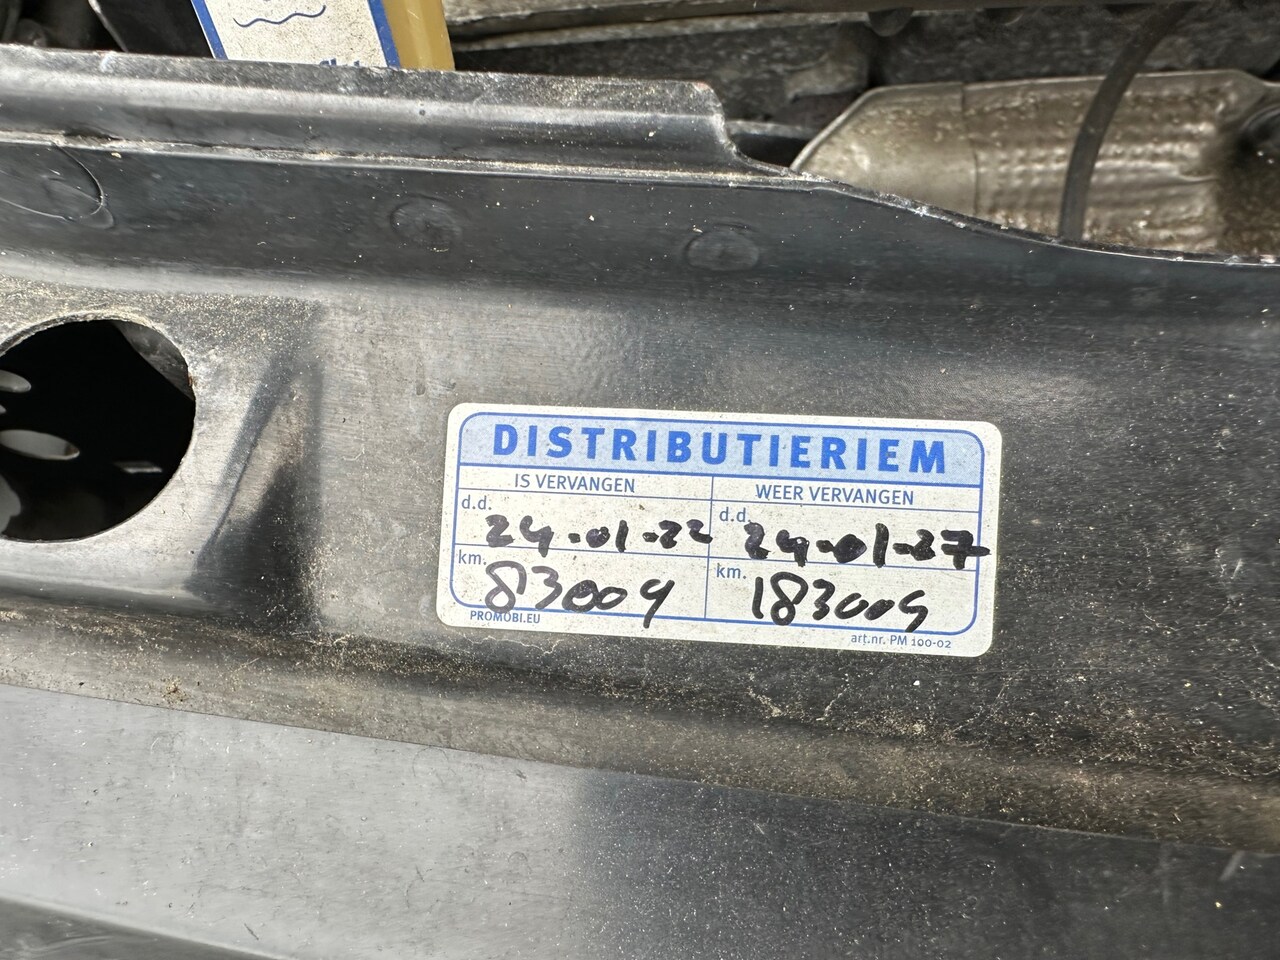 DISTRIBUTIERIEM
IS VERVANGEN WEER VERVANGEN
d.d. 24-01-22 d.d. 24-01-27
km. 83009 km. 183009
PROMOBI.EU art.nr. PM 100-02